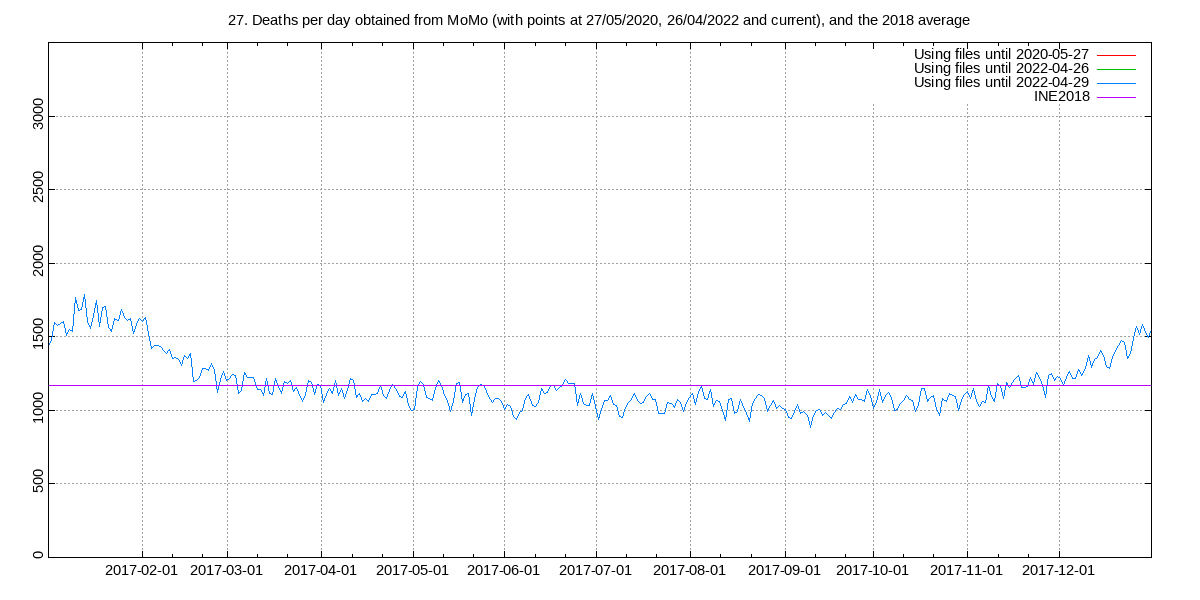 27. Deaths per day obtained from MoMo (with points at 27/05/2020, 26/04/2022 and current), and the 2018 average
Using files until 2020-05-27
Using files until 2022-04-26
Using files until 2022-04-29
INE2018
3000
2500
2000
1500
1000
500
0
2017-02-01 2017-03-01 2017-04-01 2017-05-01 2017-06-01 2017-07-01 2017-08-01 2017-09-01 2017-10-01 2017-11-01 2017-12-01